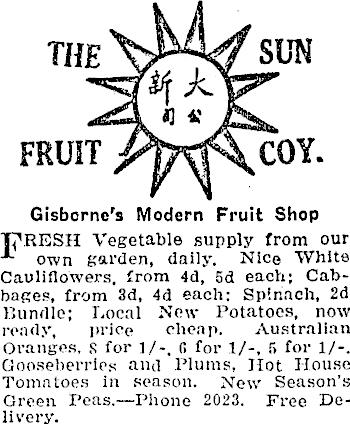 THE SUN
新大
司公
FRUIT COY.
Gisborne's Modern Fruit Shop
FRESH Vegetable supply from our
own garden, daily. Nice White
Cauliflowers, from 4d, 5d each; Cab-
bages, from 3d, 4d each; Spinach, 2d
Bundle; Local New Potatoes, now
ready, price cheap. Australian
Oranges, 8 for 1/-, 6 for 1/-, 5 for 1/-.
Gooseberries and Plums, Hot House
Tomatoes in season. New Season's
Green Peas.—Phone 2023. Free De-
livery.